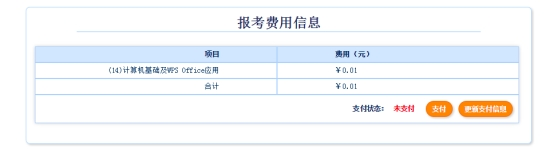 报考费用信息
项目 费用（元）
(14)计算机基础及WPS Office应用 ￥0.01
合计 ￥0.01
支付状态： 未支付 支付 更新支付信息